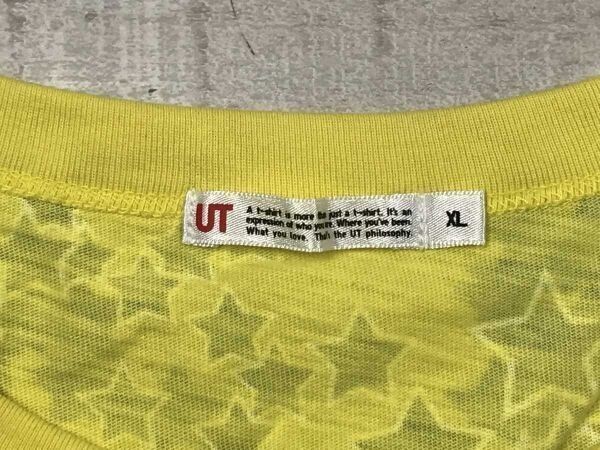 UT
A t-shirt is more tha just a t-shirt. It's an
expression of who you're. Where you've been.
What you love. That's the UT philosophy.
XL